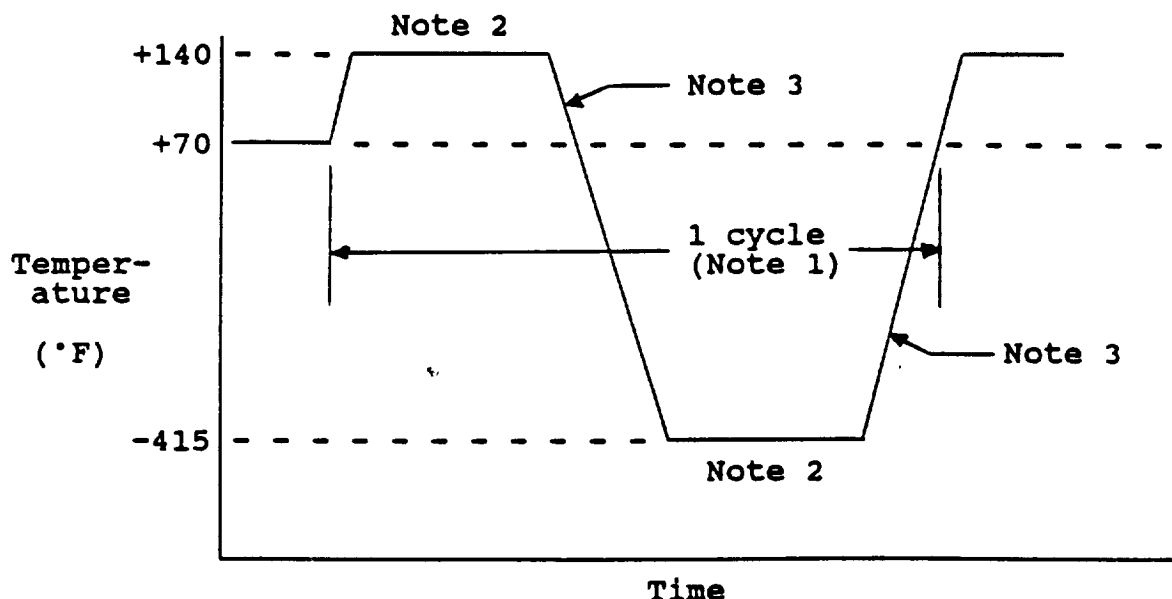 Note 2
+140
Note 3
+70
1 cycle
(Note 1)
Temper-
ature
(°F)
Note 3
-415
Note 2
Time